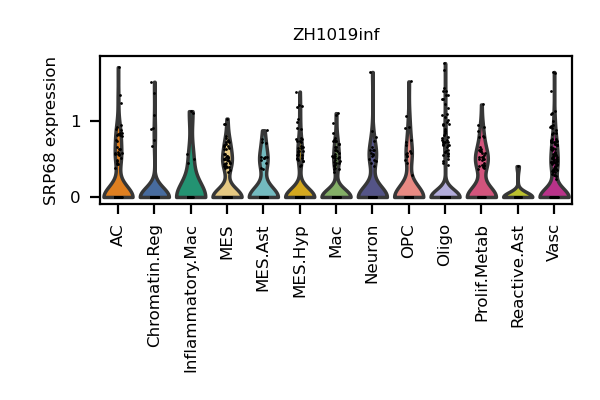 ZH1019inf
SRP68 expression
1
0
AC
Chromatin.Reg
Inflammatory.Mac
MES
MES.Ast
MES.Hyp
Mac
Neuron
OPC
Oligo
Prolif.Metab
Reactive.Ast
Vasc